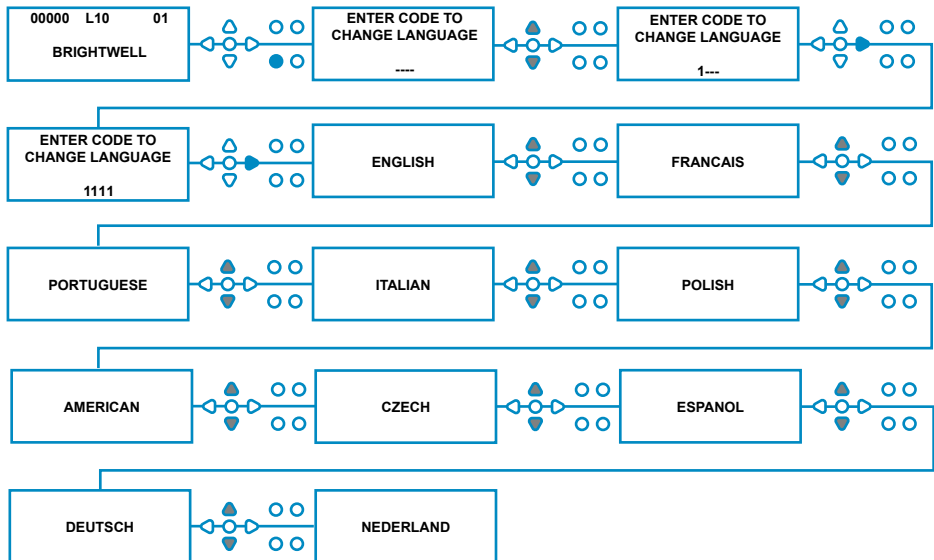 00000 L10 01
BRIGHTWELL
ENTER CODE TO
CHANGE LANGUAGE
----
ENTER CODE TO
CHANGE LANGUAGE
1---
ENTER CODE TO
CHANGE LANGUAGE
1111
ENGLISH
FRANCAIS
PORTUGUESE
ITALIAN
POLISH
AMERICAN
CZECH
ESPANOL
DEUTSCH
NEDERLAND